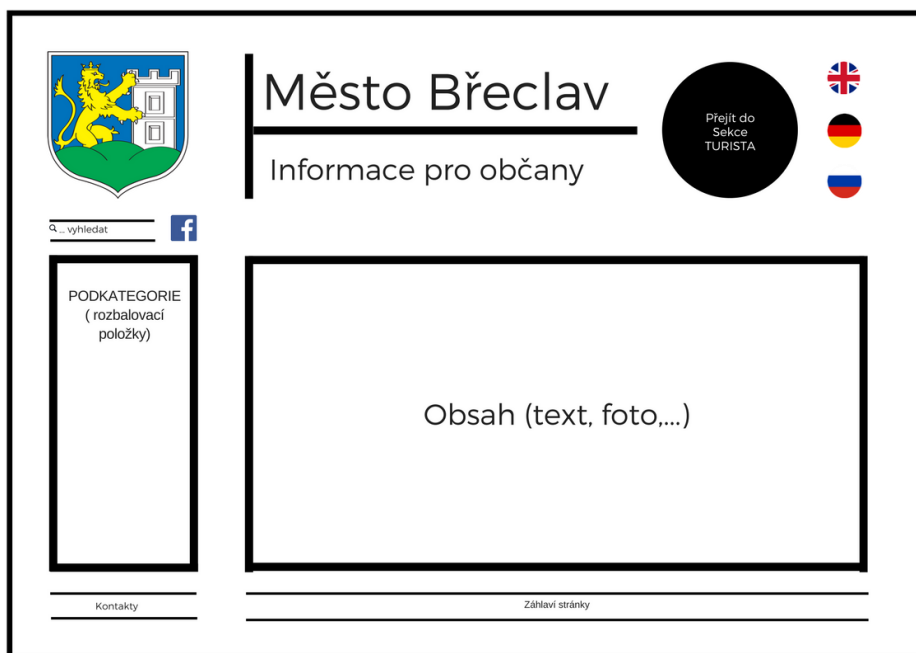 Město Břeclav
Informace pro občany
Přejít do
Sekce
TURISTA
... vyhledat
f
PODKATEGORIE
( rozbalovací
položky)
Obsah (text, foto,...)
Kontakty
Záhlaví stránky